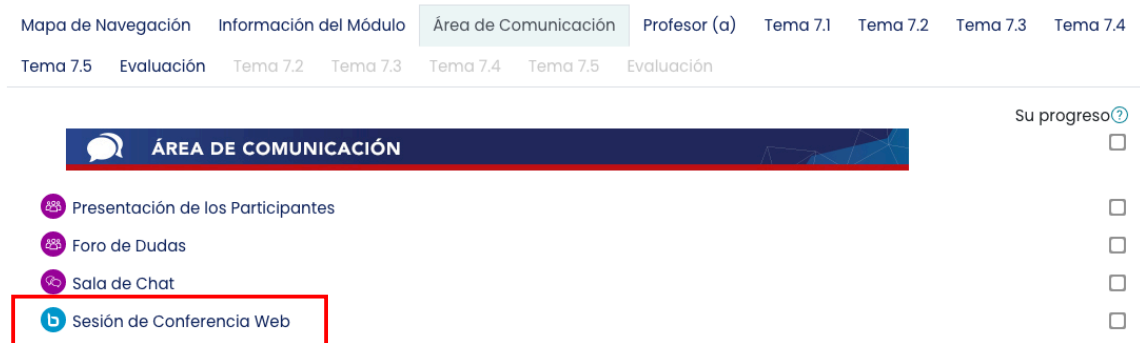 Mapa de Navegación Información del Módulo Área de Comunicación Profesor (a) Tema 7.1 Tema 7.2 Tema 7.3 Tema 7.4
Tema 7.5 Evaluación Tema 7.2 Tema 7.3 Tema 7.4 Tema 7.5 Evaluación
Su progreso?
ÁREA DE COMUNICACIÓN
Presentación de los Participantes
Foro de Dudas
Sala de Chat
b Sesión de Conferencia Web